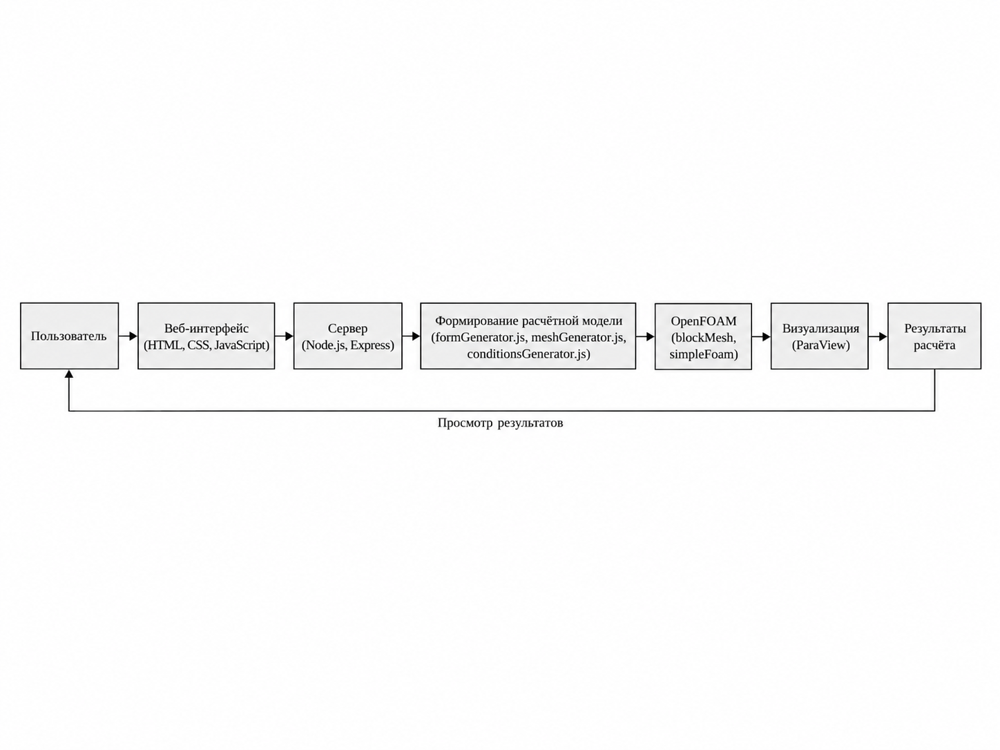 Пользователь
Веб-интерфейс
(HTML, CSS, JavaScript)
Сервер
(Node.js, Express)
Формирование расчётной модели
(formGenerator.js, meshGenerator.js,
conditionsGenerator.js)
OpenFOAM
(blockMesh,
simpleFoam)
Визуализация
(ParaView)
Результаты
расчёта
Просмотр результатов